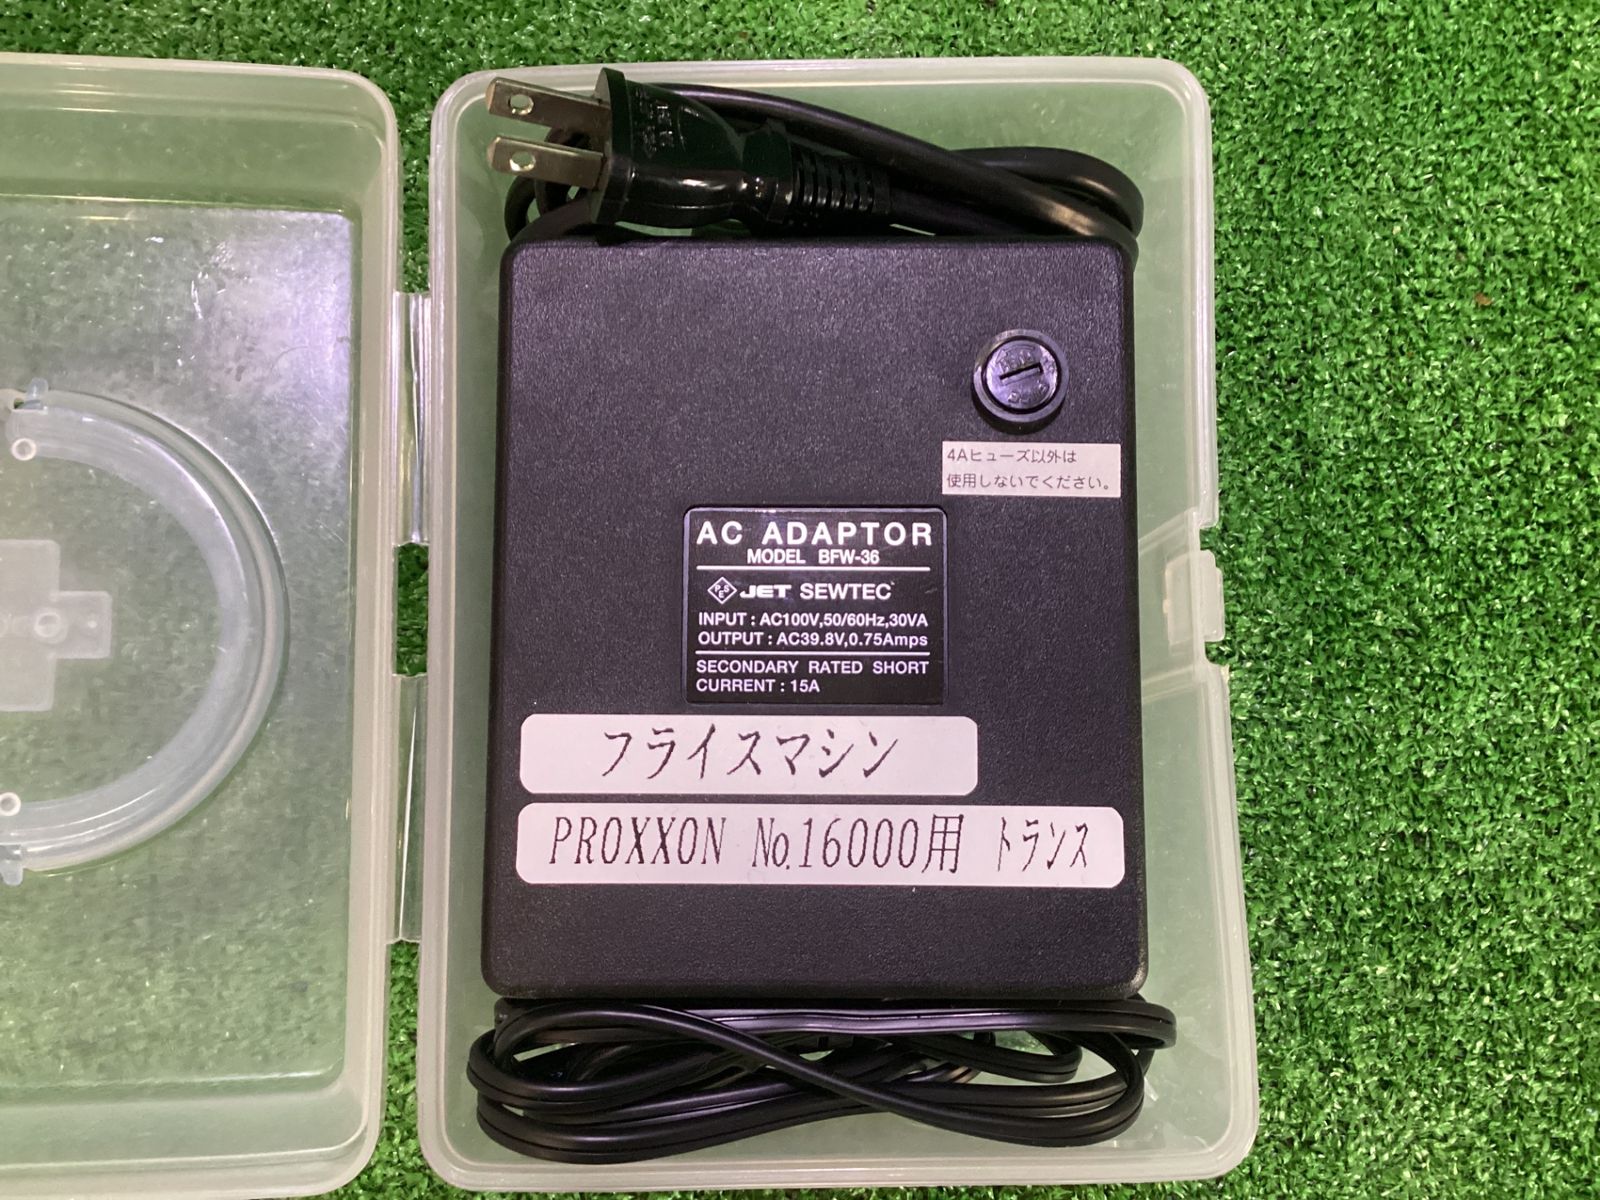 4Aヒューズ以外は
使用しないでください。
AC ADAPTOR
MODEL BFW-36
PSE JET SEWTEC
INPUT : AC100V,50/60Hz,30VA
OUTPUT : AC39.8V,0.75Amps
SECONDARY RATED SHORT
CURRENT : 15A
フライスマシン
PROXXON No.16000用 トランス